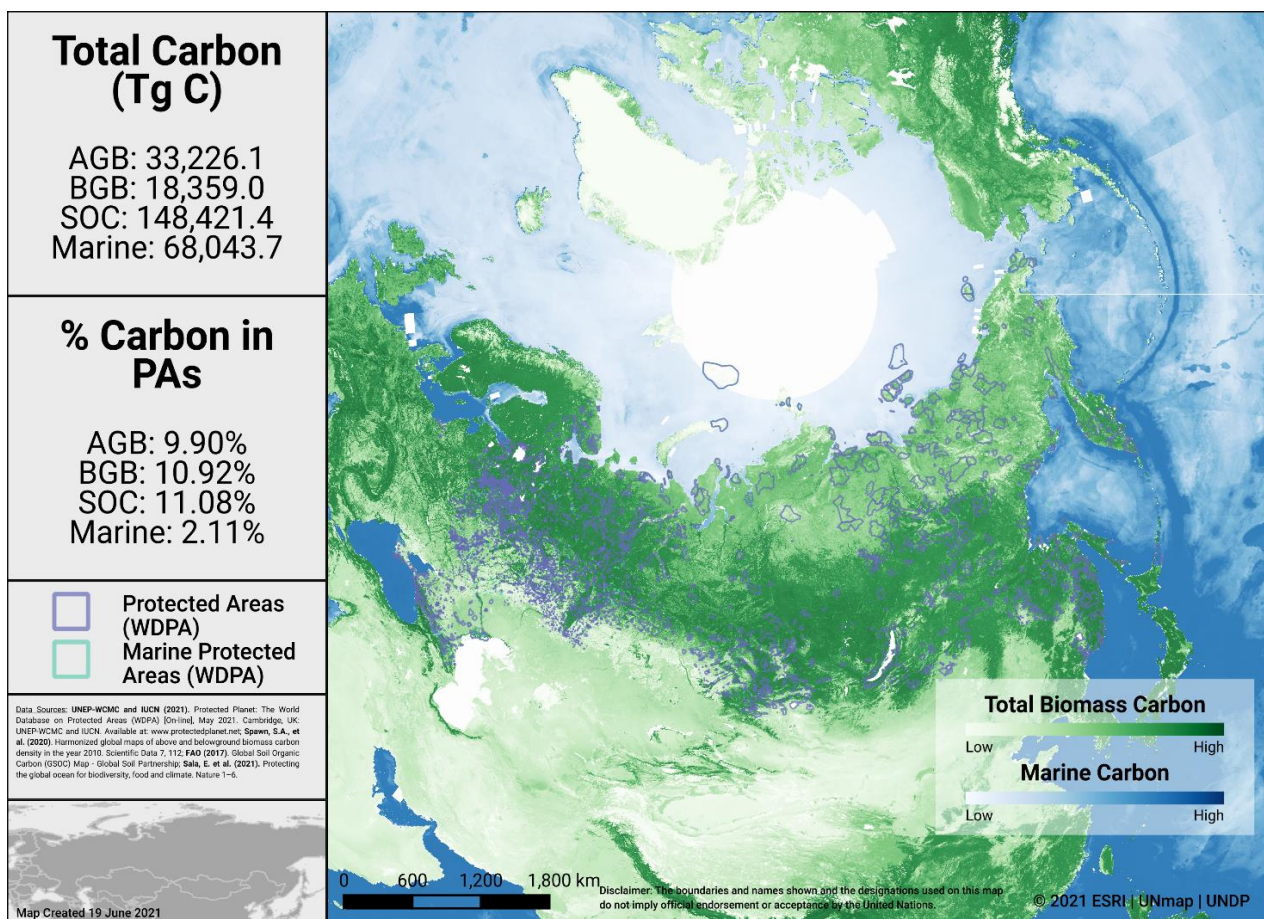 Total Carbon
(Tg C)
AGB: 33,226.1
BGB: 18,359.0
SOC: 148,421.4
Marine: 68,043.7
% Carbon in
PAs
AGB: 9.90%
BGB: 10.92%
SOC: 11.08%
Marine: 2.11%
Protected Areas
(WDPA)
Marine Protected
Areas (WDPA)
Data Sources: UNEP-WCMC and IUCN (2021). Protected Planet: The World
Database on Protected Areas (WDPA) [On-line], May 2021. Cambridge, UK:
UNEP-WCMC and IUCN. Available at: www.protectedplanet.net; Spawn, S.A., et
al. (2020). Harmonized global maps of above and belowground biomass carbon
density in the year 2010. Scientific Data 7, 112; FAO (2017). Global Soil Organic
Carbon (GSOC) Map - Global Soil Partnership; Sala, E. et al. (2021). Protecting
the global ocean for biodiversity, food and climate. Nature 1–6.
Map Created 19 June 2021
Total Biomass Carbon
Low High
Marine Carbon
Low High
0 600 1,200 1,800 km
Disclaimer: The boundaries and names shown and the designations used on this map
do not imply official endorsement or acceptance by the United Nations.
© 2021 ESRI | UNmap | UNDP